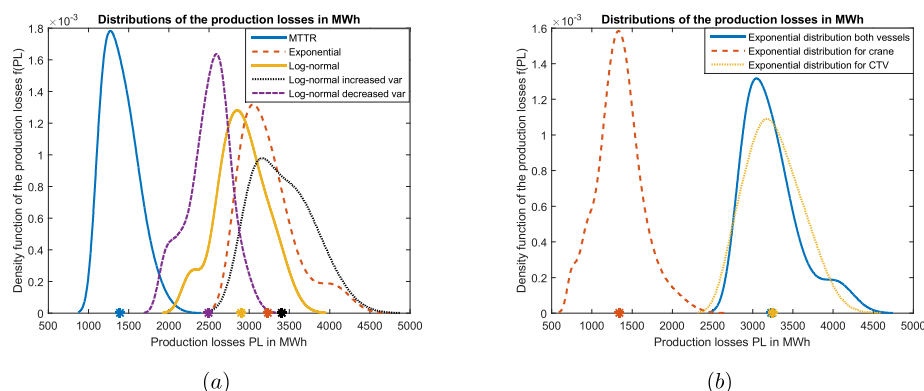 Distributions of the production losses in MWh
×10⁻³
1.8
1.6
1.4
1.2
1
0.8
0.6
0.4
0.2
0
Density function of the production losses f(PL)
MTTR
Exponential
Log-normal
Log-normal increased var
Log-normal decreased var
500 1000 1500 2000 2500 3000 3500 4000 4500 5000
Production losses PL in MWh
(a)
Distributions of the production losses in MWh
×10⁻³
1.6
1.4
1.2
1
0.8
0.6
0.4
0.2
0
Density function of the production losses f(PL)
Exponential distribution both vessels
Exponential distribution for crane
Exponential distribution for CTV
500 1000 1500 2000 2500 3000 3500 4000 4500 5000
Production losses PL in MWh
(b)